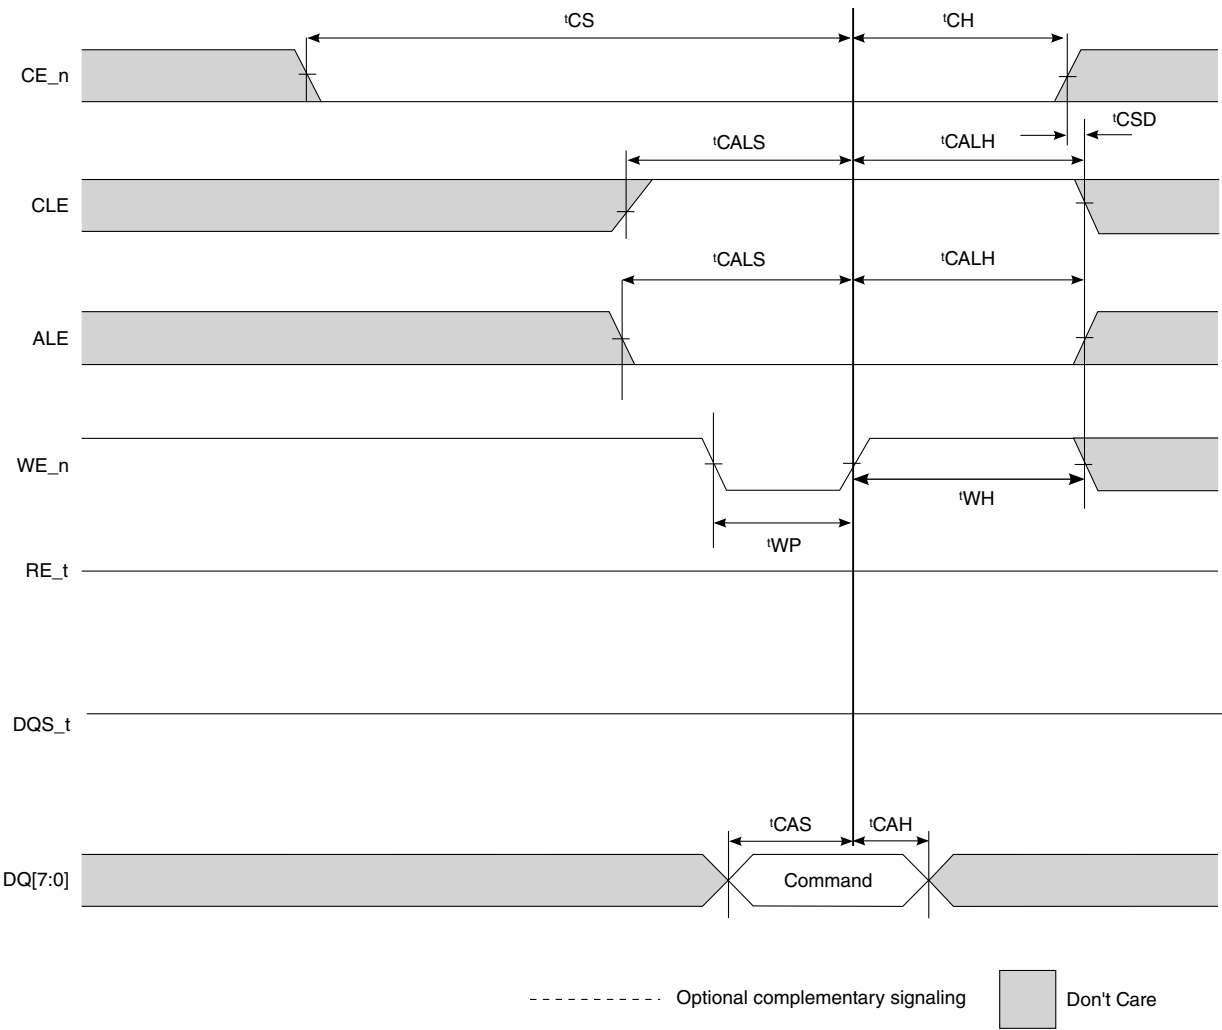 tCS
tCH
CE_n
tCSD
tCALS
tCALH
CLE
tCALS
tCALH
ALE
WE_n
tWH
tWP
RE_t
DQS_t
tCAS
tCAH
DQ[7:0]
Command
Optional complementary signaling
Don't Care